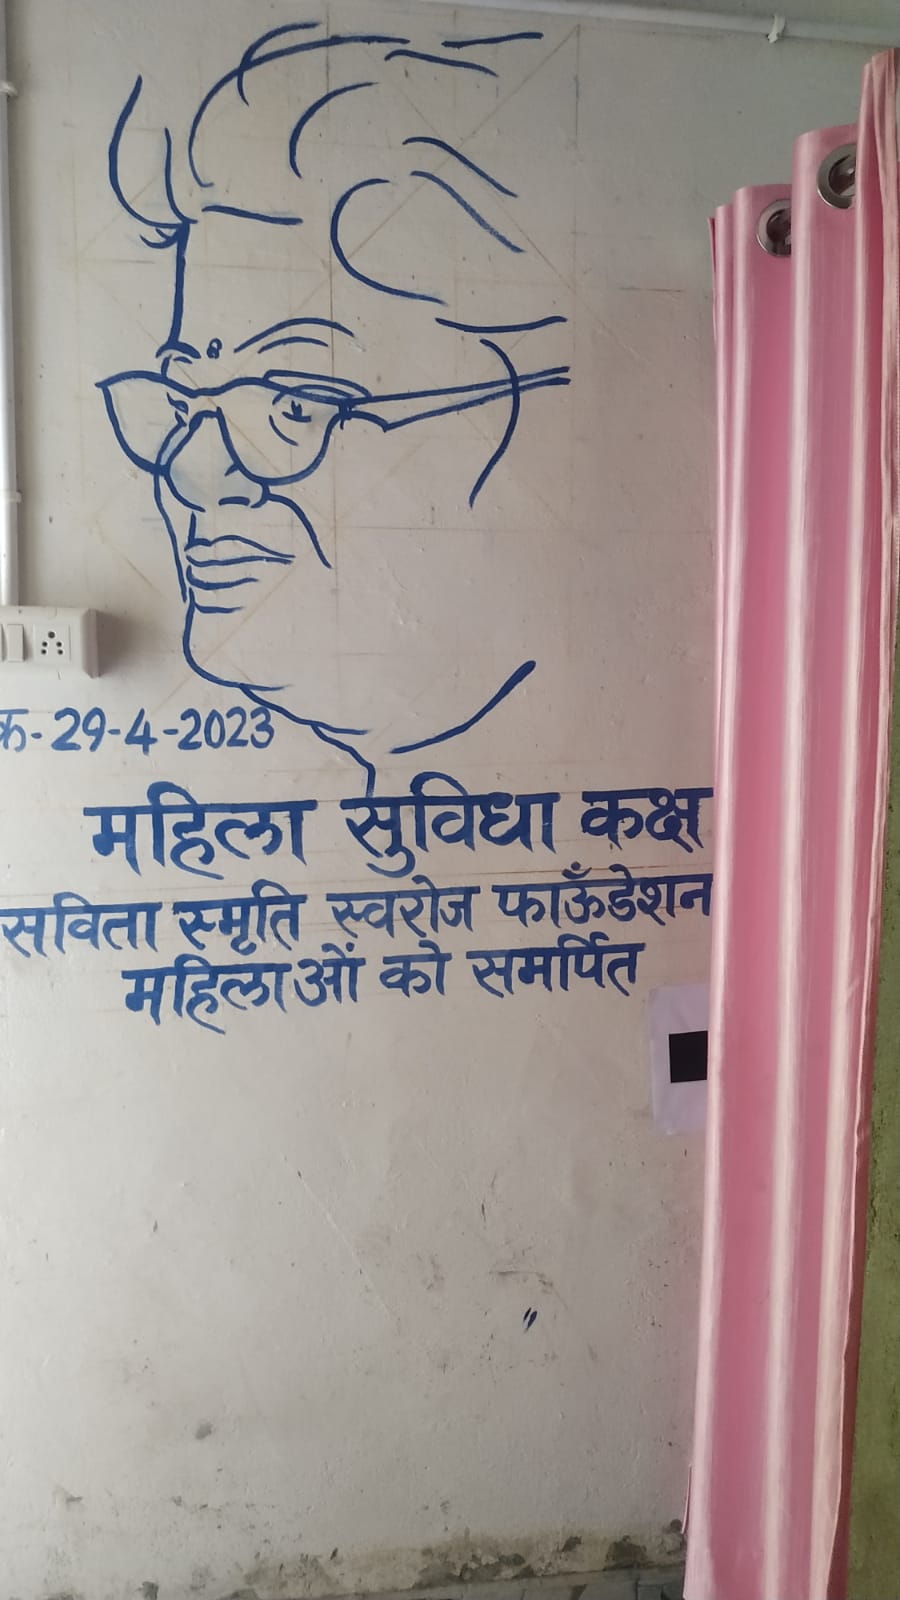 क-29-4-2023
महिला सुविधा कक्ष
सविता स्मृति स्वरोज फाऊँडेशन
महिलाओं को समर्पित